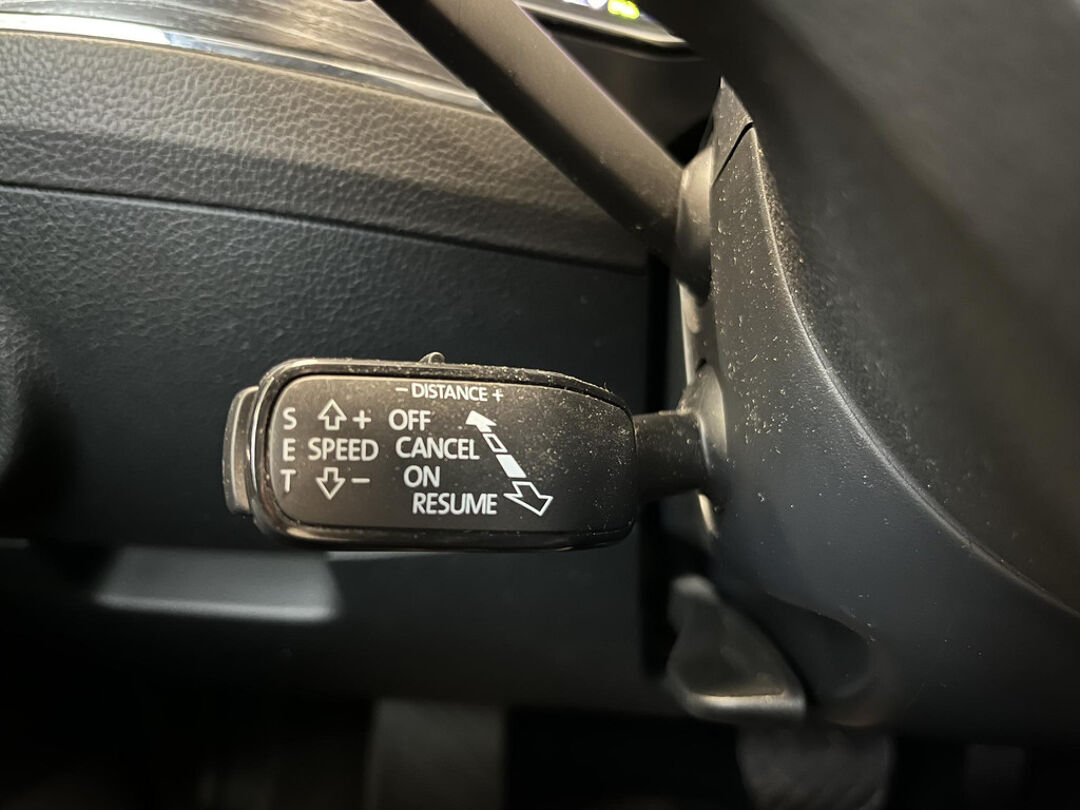 − DISTANCE +
S + OFF
E SPEED CANCEL
T − ON
RESUME